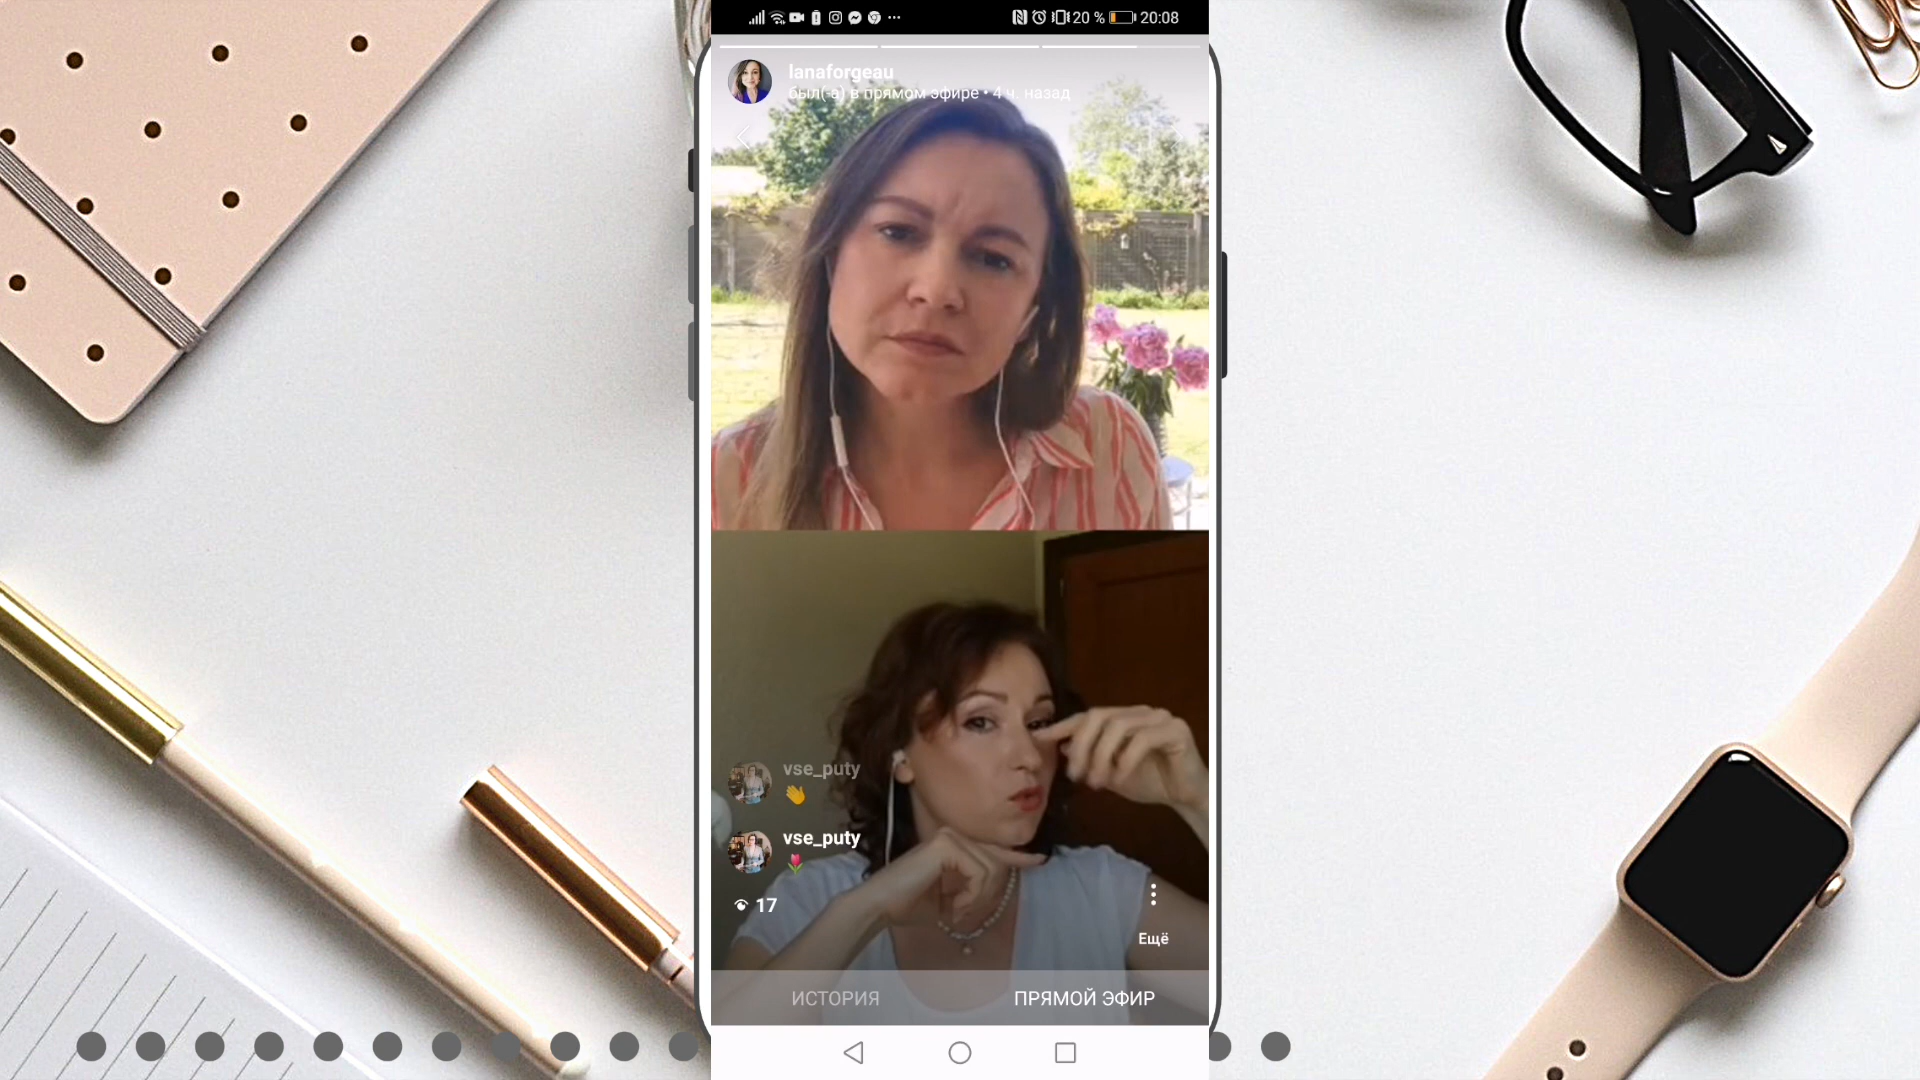 20 % 20:08
lanaforgeau
был(-а) в прямом эфире • 4 ч. назад
vse_puty
vse_puty
17
Ещё
ИСТОРИЯ ПРЯМОЙ ЭФИР